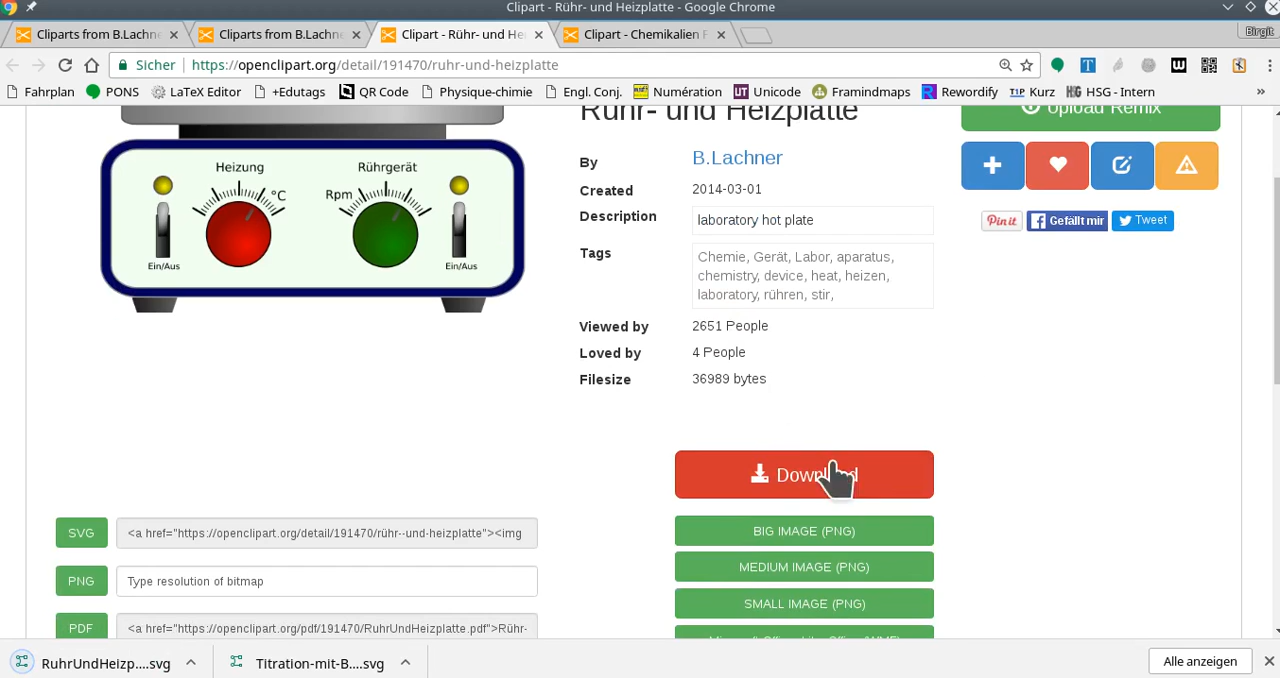 Clipart - Rühr- und Heizplatte - Google Chrome
Cliparts from B.Lachne
Cliparts from B.Lachne
Clipart - Rühr- und He
Clipart - Chemikalien F
Birgit
Sicher
https://openclipart.org/detail/191470/ruhr-und-heizplatte
Fahrplan
PONS
LaTeX Editor
+Edutags
QR Code
Physique-chimie
Engl. Conj.
Numération
Unicode
Framindmaps
Rewordify
Kurz
HSG - Intern
»
Rühr- und Heizplatte
Upload Remix
Heizung
Rührgerät
°C
Rpm
Ein/Aus
Ein/Aus
By B.Lachner
Created 2014-03-01
Description laboratory hot plate
Tags Chemie, Gerät, Labor, aparatus,
chemistry, device, heat, heizen,
laboratory, rühren, stir,
Viewed by 2651 People
Loved by 4 People
Filesize 36989 bytes
Pin it
Gefällt mir
Tweet
Download
SVG <a href="https://openclipart.org/detail/191470/rühr--und-heizplatte"><img
PNG Type resolution of bitmap
PDF <a href="https://openclipart.org/pdf/191470/RuhrUndHeizplatte.pdf">Rühr-
BIG IMAGE (PNG)
MEDIUM IMAGE (PNG)
SMALL IMAGE (PNG)
RuhrUndHeizp....svg
Titration-mit-B....svg
Alle anzeigen